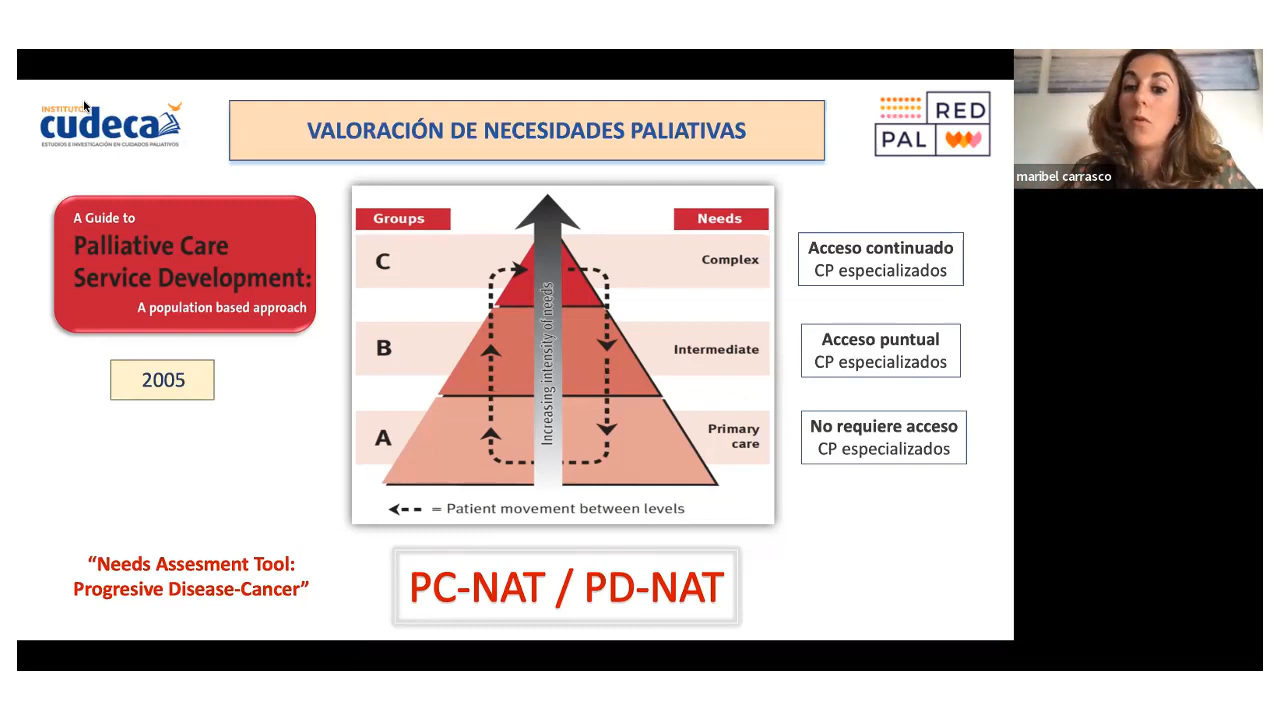 INSTITUTO
cudeca
ESTUDIOS E INVESTIGACIÓN EN CUIDADOS PALIATIVOS
VALORACIÓN DE NECESIDADES PALIATIVAS
RED
PAL
maribel carrasco
A Guide to
Palliative Care
Service Development:
A population based approach
2005
Groups
Needs
C
Complex
B
Intermediate
A
Primary
care
Increasing intensity of needs
= Patient movement between levels
Acceso continuado
CP especializados
Acceso puntual
CP especializados
No requiere acceso
CP especializados
“Needs Assesment Tool:
Progresive Disease-Cancer”
PC-NAT / PD-NAT